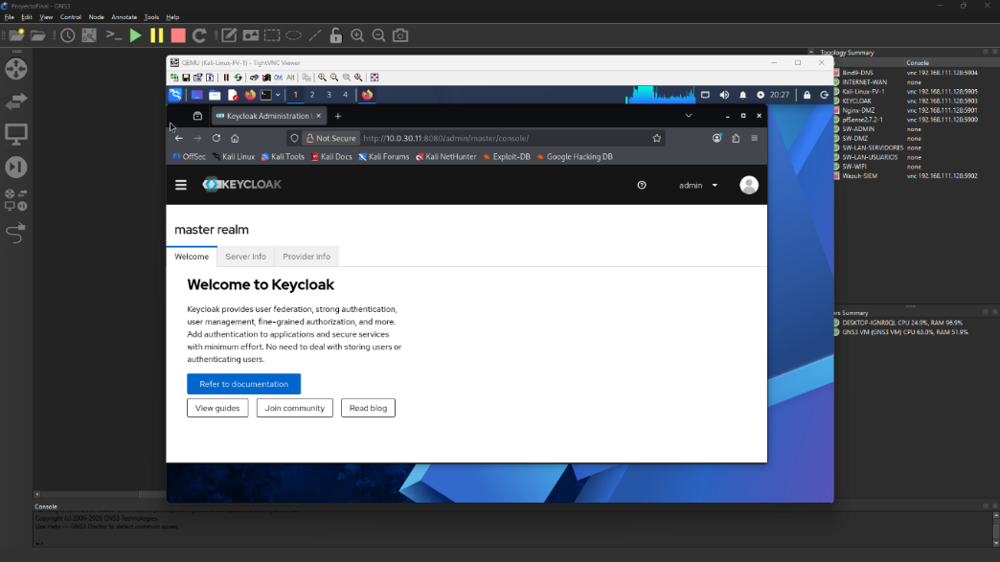 ProyectoFinal - GNS3
File Edit View Control Node Annotate Tools Help
Topology Summary
Console
Bind9-DNS vnc 192.168.111.128:5904
INTERNET-WAN none
Kali-Linux-FV-1 vnc 192.168.111.128:5905
KEYCLOAK vnc 192.168.111.128:5903
Nginx-DMZ vnc 192.168.111.128:5901
pfSense2.7.2-1 vnc 192.168.111.128:5900
SW-ADMIN none
SW-DMZ none
SW-LAN-SERVIDORES none
SW-LAN-USUARIOS none
SW-WIFI none
Wazuh-SIEM vnc 192.168.111.128:5902
QEMU (Kali-Linux-FV-1) - TightVNC Viewer
Ctrl Alt
1 2 3 4
20:27
Keycloak Administration
Not Secure http://10.0.30.11:8080/admin/master/console/
OffSec Kali Linux Kali Tools Kali Docs Kali Forums Kali NetHunter Exploit-DB Google Hacking DB
KEYCLOAK
admin
master realm
Welcome Server info Provider info
Welcome to Keycloak
Keycloak provides user federation, strong authentication,
user management, fine-grained authorization, and more.
Add authentication to applications and secure services
with minimum effort. No need to deal with storing users or
authenticating users.
Refer to documentation
View guides Join community Read blog
ers Summary
DESKTOP-IGNR0QL CPU 24.9%, RAM 96.9%
GNS3 VM (GNS3 VM) CPU 63.0%, RAM 51.9%
Console
Copyright (c) 2006-2026 GNS3 Technologies.
Use Help -> GNS3 Doctor to detect common issues.